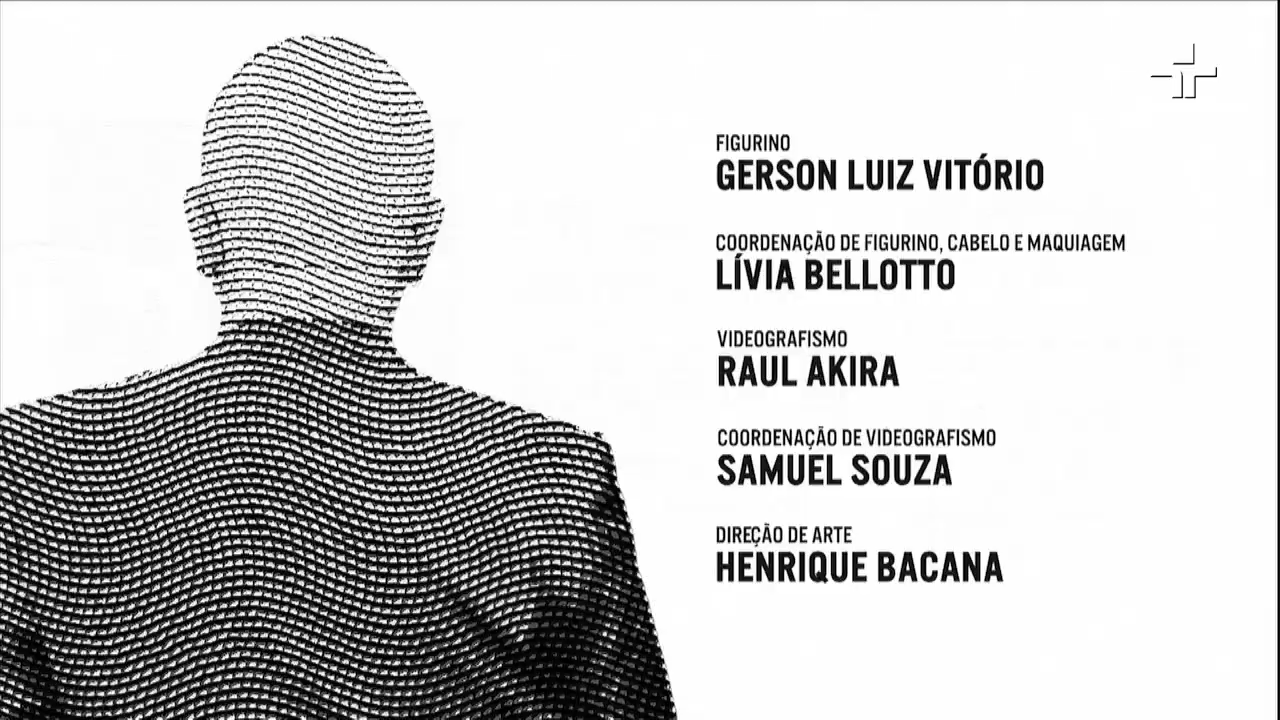 FIGURINO
GERSON LUIZ VITÓRIO
COORDENAÇÃO DE FIGURINO, CABELO E MAQUIAGEM
LÍVIA BELLOTTO
VIDEOGRAFISMO
RAUL AKIRA
COORDENAÇÃO DE VIDEOGRAFISMO
SAMUEL SOUZA
DIREÇÃO DE ARTE
HENRIQUE BACANA